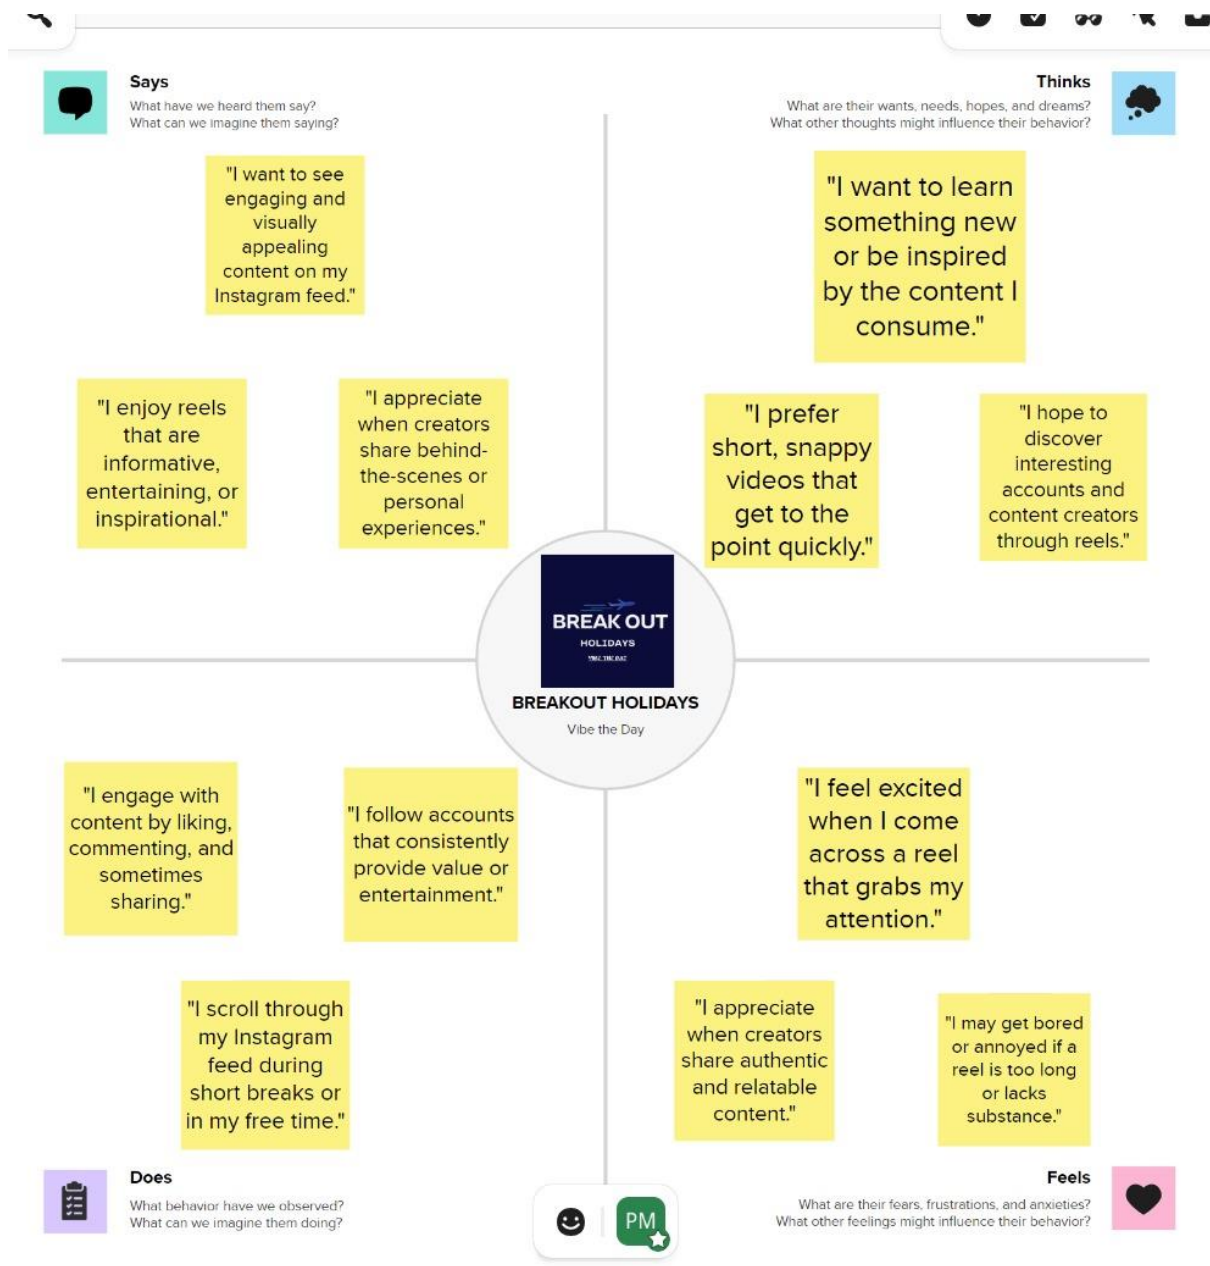 Says
What have we heard them say?
What can we imagine them saying?
Thinks
What are their wants, needs, hopes, and dreams?
What other thoughts might influence their behavior?
"I want to see
engaging and
visually
appealing
content on my
Instagram feed."
"I enjoy reels
that are
informative,
entertaining, or
inspirational."
"I appreciate
when creators
share behind-
the-scenes or
personal
experiences."
"I want to learn
something new
or be inspired
by the content I
consume."
"I prefer
short, snappy
videos that
get to the
point quickly."
"I hope to
discover
interesting
accounts and
content creators
through reels."
BREAK OUT
HOLIDAYS
VIBE THE DAY
BREAKOUT HOLIDAYS
Vibe the Day
"I engage with
content by liking,
commenting, and
sometimes
sharing."
"I follow accounts
that consistently
provide value or
entertainment."
"I scroll through
my Instagram
feed during
short breaks or
in my free time."
"I feel excited
when I come
across a reel
that grabs my
attention."
"I appreciate
when creators
share authentic
and relatable
content."
"I may get bored
or annoyed if a
reel is too long
or lacks
substance."
Does
What behavior have we observed?
What can we imagine them doing?
PM
Feels
What are their fears, frustrations, and anxieties?
What other feelings might influence their behavior?